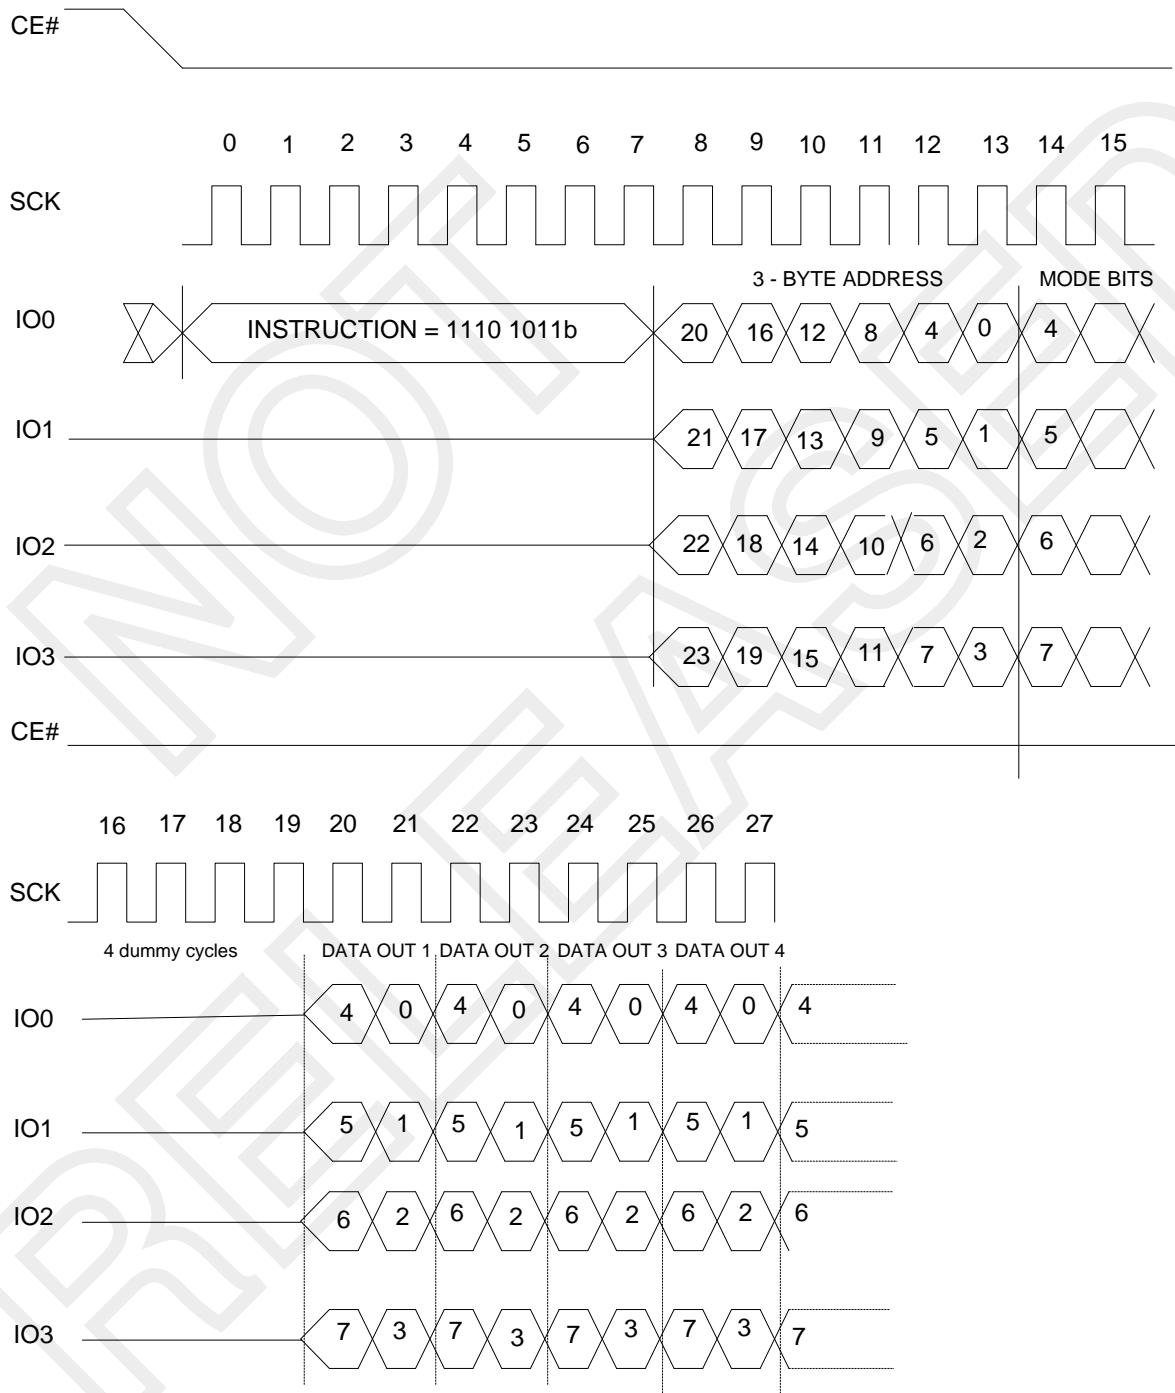 CE#
0 1 2 3 4 5 6 7 8 9 10 11 12 13 14 15
SCK
3 - BYTE ADDRESS MODE BITS
IO0 INSTRUCTION = 1110 1011b 20 16 12 8 4 0 4
IO1 21 17 13 9 5 1 5
IO2 22 18 14 10 6 2 6
IO3 23 19 15 11 7 3 7
CE#
16 17 18 19 20 21 22 23 24 25 26 27
SCK
4 dummy cycles DATA OUT 1 DATA OUT 2 DATA OUT 3 DATA OUT 4
IO0 4 0 4 0 4 0 4 0 4
IO1 5 1 5 1 5 1 5 1 5
IO2 6 2 6 2 6 2 6 2 6
IO3 7 3 7 3 7 3 7 3 7
NOT
RELEASED